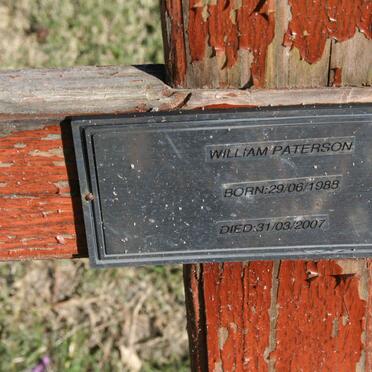 WILLIAM PATERSON
BORN:29/06/1988
DIED:31/03/2007